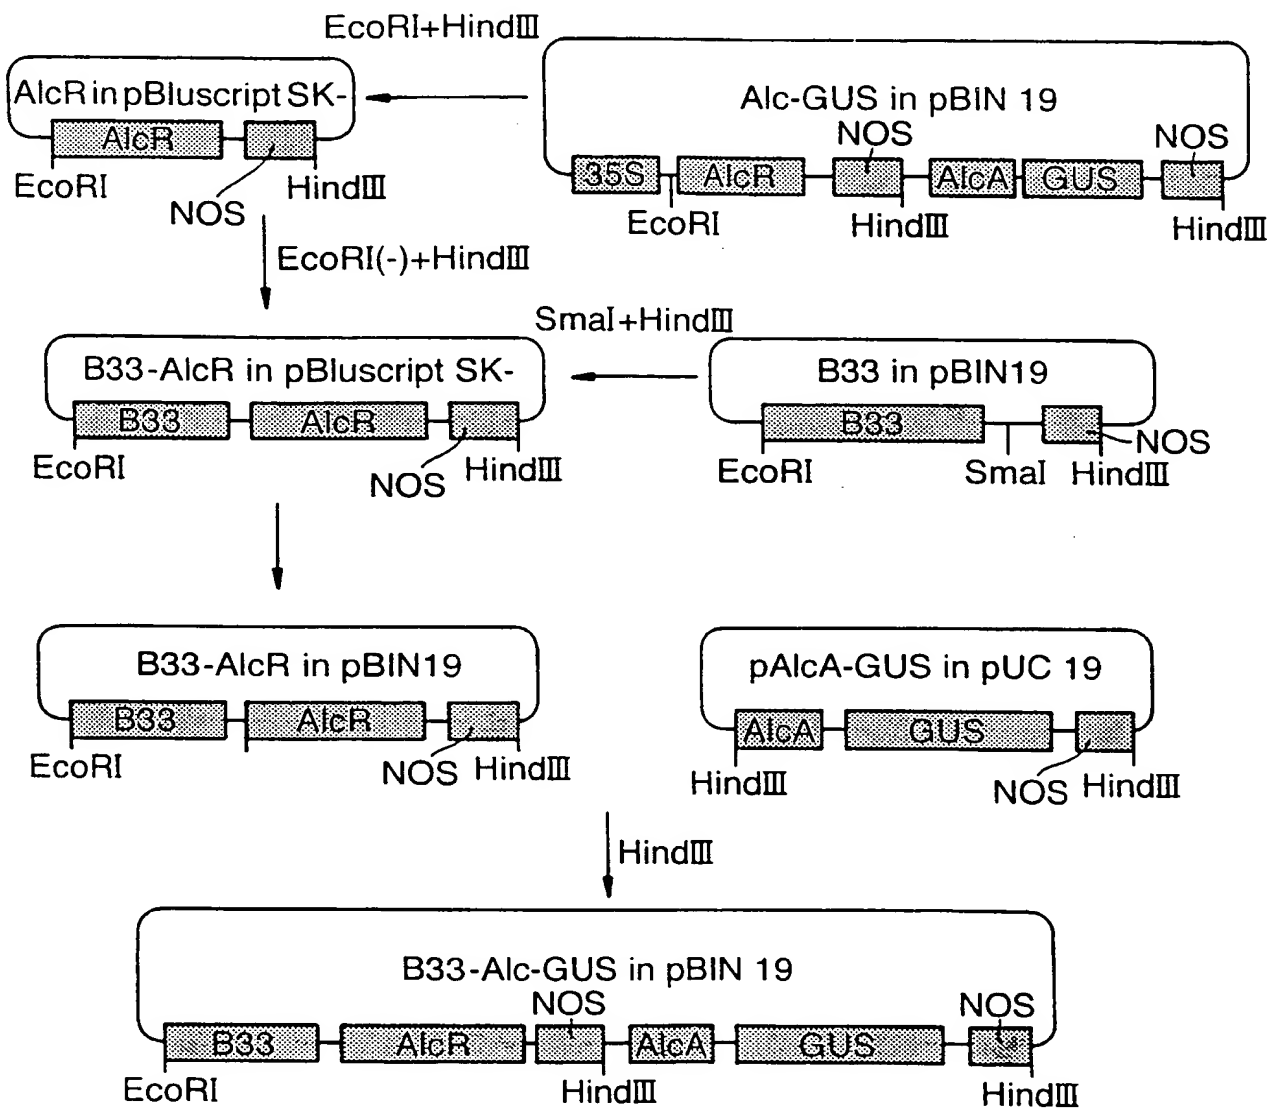 EcoRI+HindⅢ
AlcR in pBluscript SK-
AlcR
EcoRI
HindⅢ
NOS
Alc-GUS in pBIN 19
NOS
NOS
35S
AlcR
AlcA
GUS
EcoRI
HindⅢ
HindⅢ
EcoRI(-)+HindⅢ
SmaI+HindⅢ
B33-AlcR in pBluscript SK-
B33
AlcR
EcoRI
NOS
HindⅢ
B33 in pBIN19
B33
NOS
EcoRI
SmaI
HindⅢ
B33-AlcR in pBIN19
B33
AlcR
EcoRI
NOS
HindⅢ
pAlcA-GUS in pUC 19
AlcA
GUS
HindⅢ
NOS
HindⅢ
HindⅢ
B33-Alc-GUS in pBIN 19
NOS
NOS
B33
AlcR
AlcA
GUS
EcoRI
HindⅢ
HindⅢ